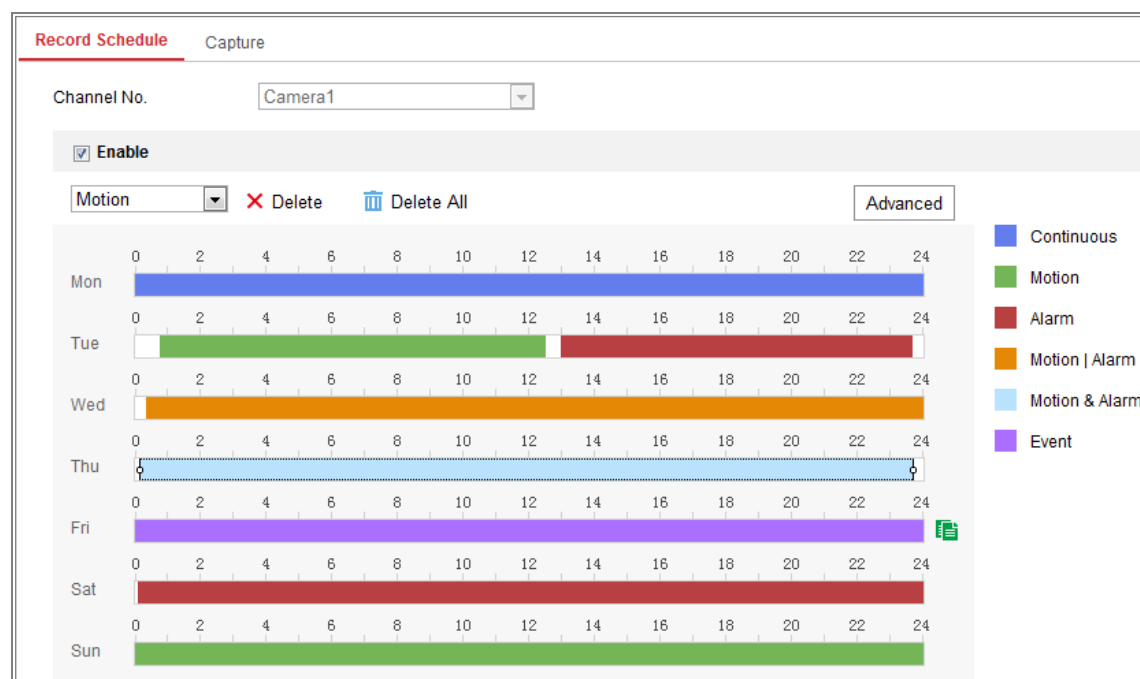 Record Schedule Capture
Channel No. Camera1
Enable
Motion Delete Delete All Advanced
Continuous
Motion
Alarm
Motion | Alarm
Motion & Alarm
Event
0 2 4 6 8 10 12 14 16 18 20 22 24
Mon
0 2 4 6 8 10 12 14 16 18 20 22 24
Tue
0 2 4 6 8 10 12 14 16 18 20 22 24
Wed
0 2 4 6 8 10 12 14 16 18 20 22 24
Thu
0 2 4 6 8 10 12 14 16 18 20 22 24
Fri
0 2 4 6 8 10 12 14 16 18 20 22 24
Sat
0 2 4 6 8 10 12 14 16 18 20 22 24
Sun